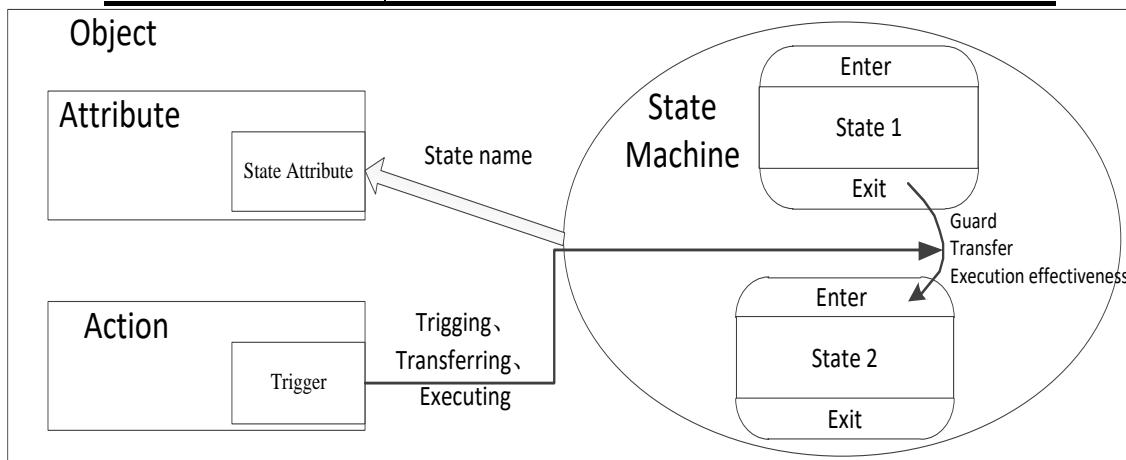 Object
Attribute
State Attribute
State name
State
Machine
Enter
State 1
Exit
Guard
Transfer
Execution effectiveness
Action
Trigger
Trigging、
Transferring、
Executing
Enter
State 2
Exit